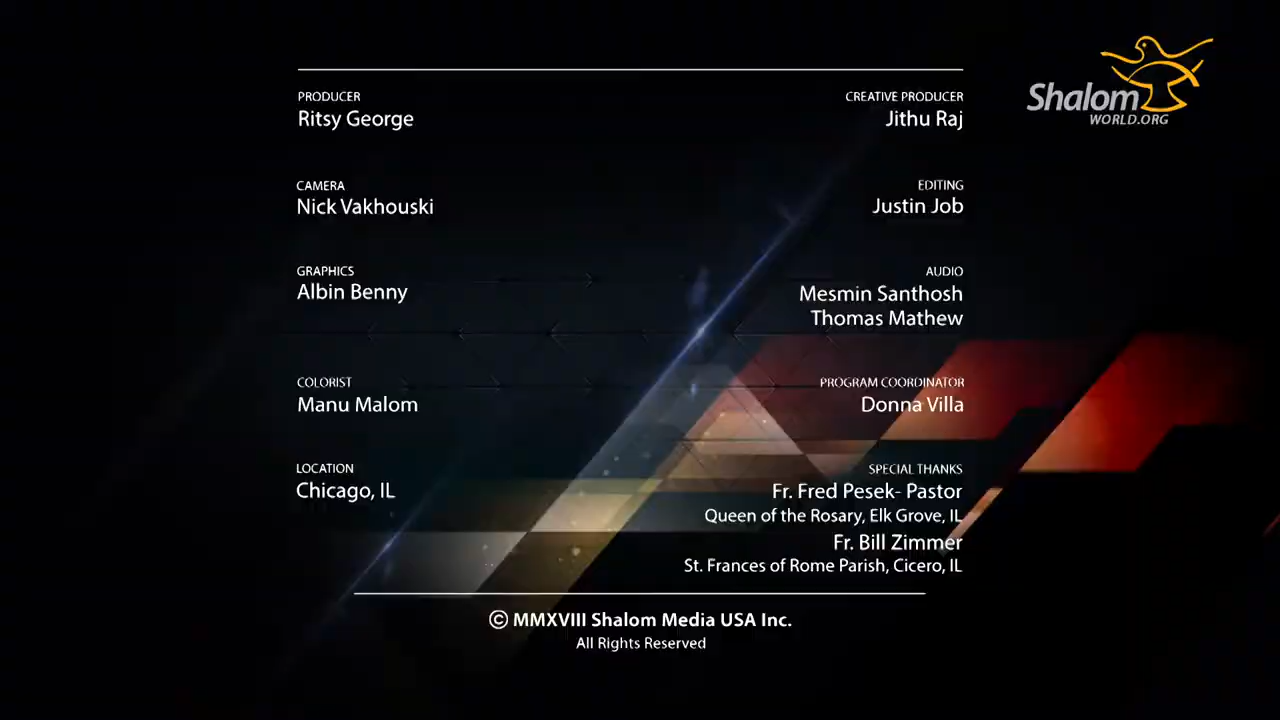 PRODUCER
Ritsy George
CREATIVE PRODUCER
Jithu Raj
Shalom
WORLD.ORG
CAMERA
Nick Vakhouski
EDITING
Justin Job
GRAPHICS
Albin Benny
AUDIO
Mesmin Santhosh
Thomas Mathew
COLORIST
Manu Malom
PROGRAM COORDINATOR
Donna Villa
LOCATION
Chicago, IL
SPECIAL THANKS
Fr. Fred Pesek- Pastor
Queen of the Rosary, Elk Grove, IL
Fr. Bill Zimmer
St. Frances of Rome Parish, Cicero, IL
© MMXVIII Shalom Media USA Inc.
All Rights Reserved